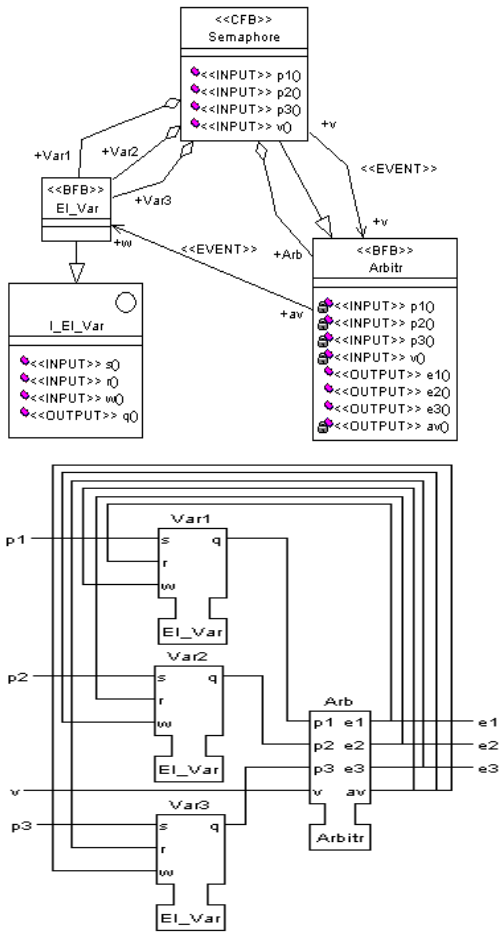 <<CFB>>
Semaphore
<<INPUT>> p1()
<<INPUT>> p2()
<<INPUT>> p3()
<<INPUT>> v()
+Var1
+Var2
+Var3
+v
<<EVENT>>
+v
<<BFB>>
El_Var
+w
<<EVENT>>
+Arb
+av
<<BFB>>
Arbitr
<<INPUT>> p1()
<<INPUT>> p2()
<<INPUT>> p3()
<<INPUT>> v()
<<OUTPUT>> e1()
<<OUTPUT>> e2()
<<OUTPUT>> e3()
<<OUTPUT>> av()
I_El_Var
<<INPUT>> s()
<<INPUT>> r()
<<INPUT>> w()
<<OUTPUT>> q()
Var1
p1
s q
r
w
El_Var
Var2
p2
s q
r
w
El_Var
Arb
p1 e1
p2 e2
p3 e3
v av
Arbitr
e1
e2
e3
v
Var3
p3
s q
r
w
El_Var